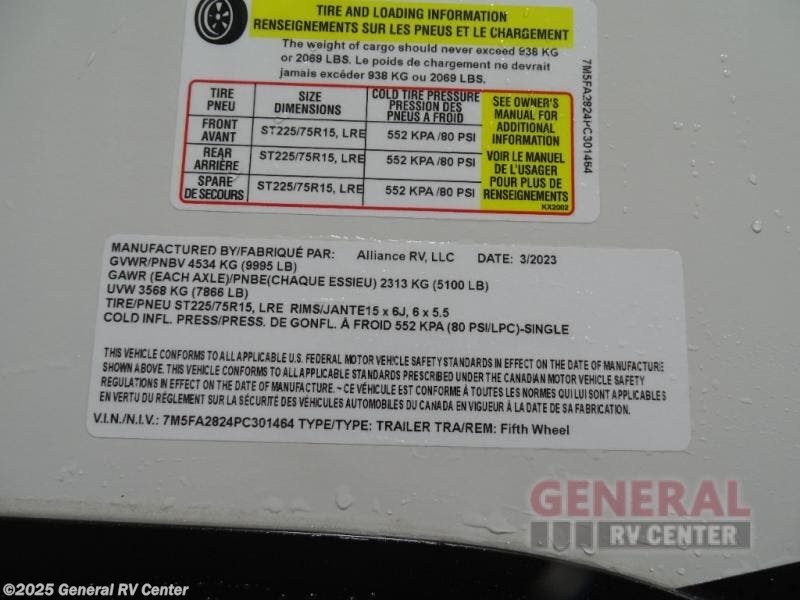 TIRE AND LOADING INFORMATION
RENSEIGNEMENTS SUR LES PNEUS ET LE CHARGEMENT
The weight of cargo should never exceed 938 KG
or 2069 LBS. Le poids de chargement ne devrait
jamais excéder 938 KG ou 2069 LBS.
TIRE PNEU
SIZE DIMENSIONS
COLD TIRE PRESSURE PRESSION DES PNEUS A FROID
FRONT AVANT ST225/75R15, LRE 552 KPA /80 PSI
REAR ARRIÈRE ST225/75R15, LRE 552 KPA /80 PSI
SPARE DE SECOURS ST225/75R15, LRE 552 KPA /80 PSI
SEE OWNER'S
MANUAL FOR
ADDITIONAL
INFORMATION
VOIR LE MANUEL
DE L'USAGER
POUR PLUS DE
RENSEIGNEMENTS
KX2002
7M5FA2824PC301464
MANUFACTURED BY/FABRIQUÉ PAR: Alliance RV, LLC DATE: 3/2023
GVWR/PNBV 4534 KG (9995 LB)
GAWR (EACH AXLE)/PNBE(CHAQUE ESSIEU) 2313 KG (5100 LB)
UVW 3568 KG (7866 LB)
TIRE/PNEU ST225/75R15, LRE RIMS/JANTE15 x 6J, 6 x 5.5
COLD INFL. PRESS/PRESS. DE GONFL. À FROID 552 KPA (80 PSI/LPC)-SINGLE
THIS VEHICLE CONFORMS TO ALL APPLICABLE U.S. FEDERAL MOTOR VEHICLE SAFETY STANDARDS IN EFFECT ON THE DATE OF MANUFACTURE
SHOWN ABOVE. THIS VEHICLE CONFORMS TO ALL APPLICABLE STANDARDS PRESCRIBED UNDER THE CANADIAN MOTOR VEHICLE SAFETY
REGULATIONS IN EFFECT ON THE DATE OF MANUFACTURE. ~ CE VÉHICULE EST CONFORME À TOUTES LES NORMES QUI LUI SONT APPLICABLES
EN VERTU DU RÉGLEMENT SUR LA SÉCURITÉ DES VÉHICULES AUTOMOBILES DU CANADA EN VIGUEUR À LA DATE DE SA FABRICATION.
V.I.N./N.I.V.: 7M5FA2824PC301464 TYPE/TYPE: TRAILER TRA/REM: Fifth Wheel
GENERAL
RV CENTER
©2025 General RV Center